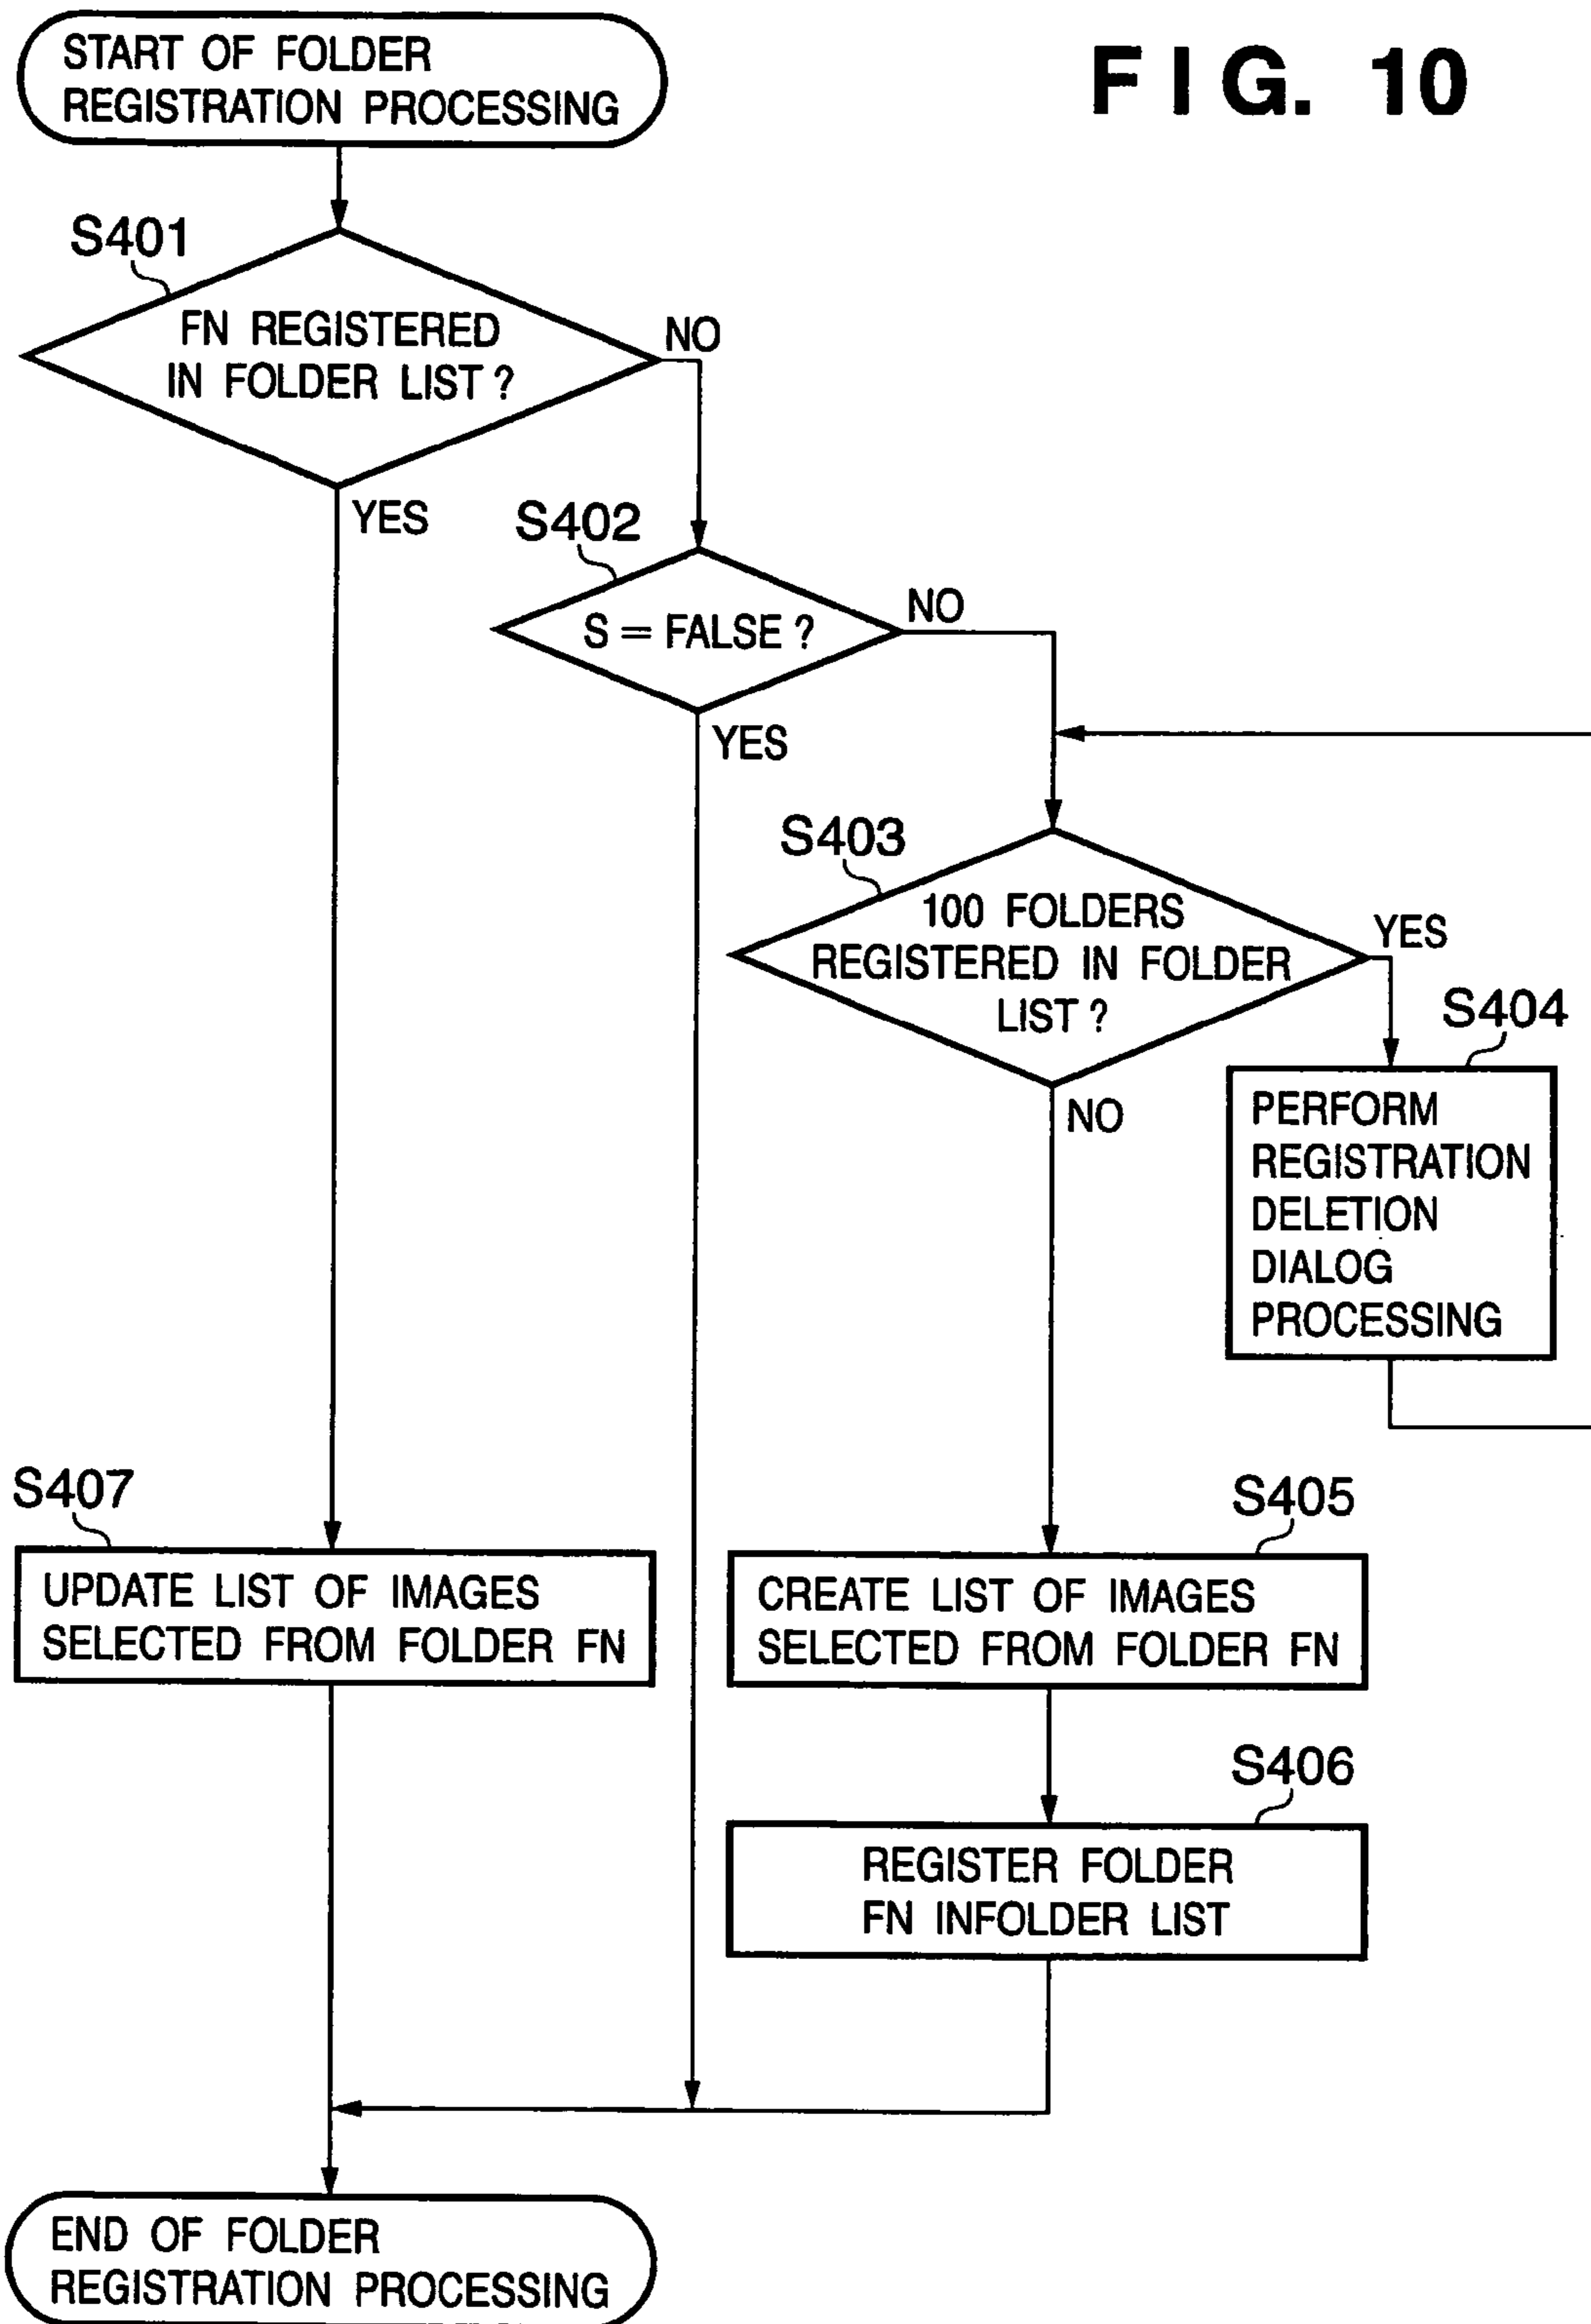 START OF FOLDER
REGISTRATION PROCESSING
FIG. 10
S401
FN REGISTERED
IN FOLDER LIST ?
NO
YES
S402
S = FALSE ?
NO
YES
S403
100 FOLDERS
REGISTERED IN FOLDER
LIST ?
YES
NO
S404
PERFORM
REGISTRATION
DELETION
DIALOG
PROCESSING
S407
UPDATE LIST OF IMAGES
SELECTED FROM FOLDER FN
S405
CREATE LIST OF IMAGES
SELECTED FROM FOLDER FN
S406
REGISTER FOLDER
FN INFOLDER LIST
END OF FOLDER
REGISTRATION PROCESSING